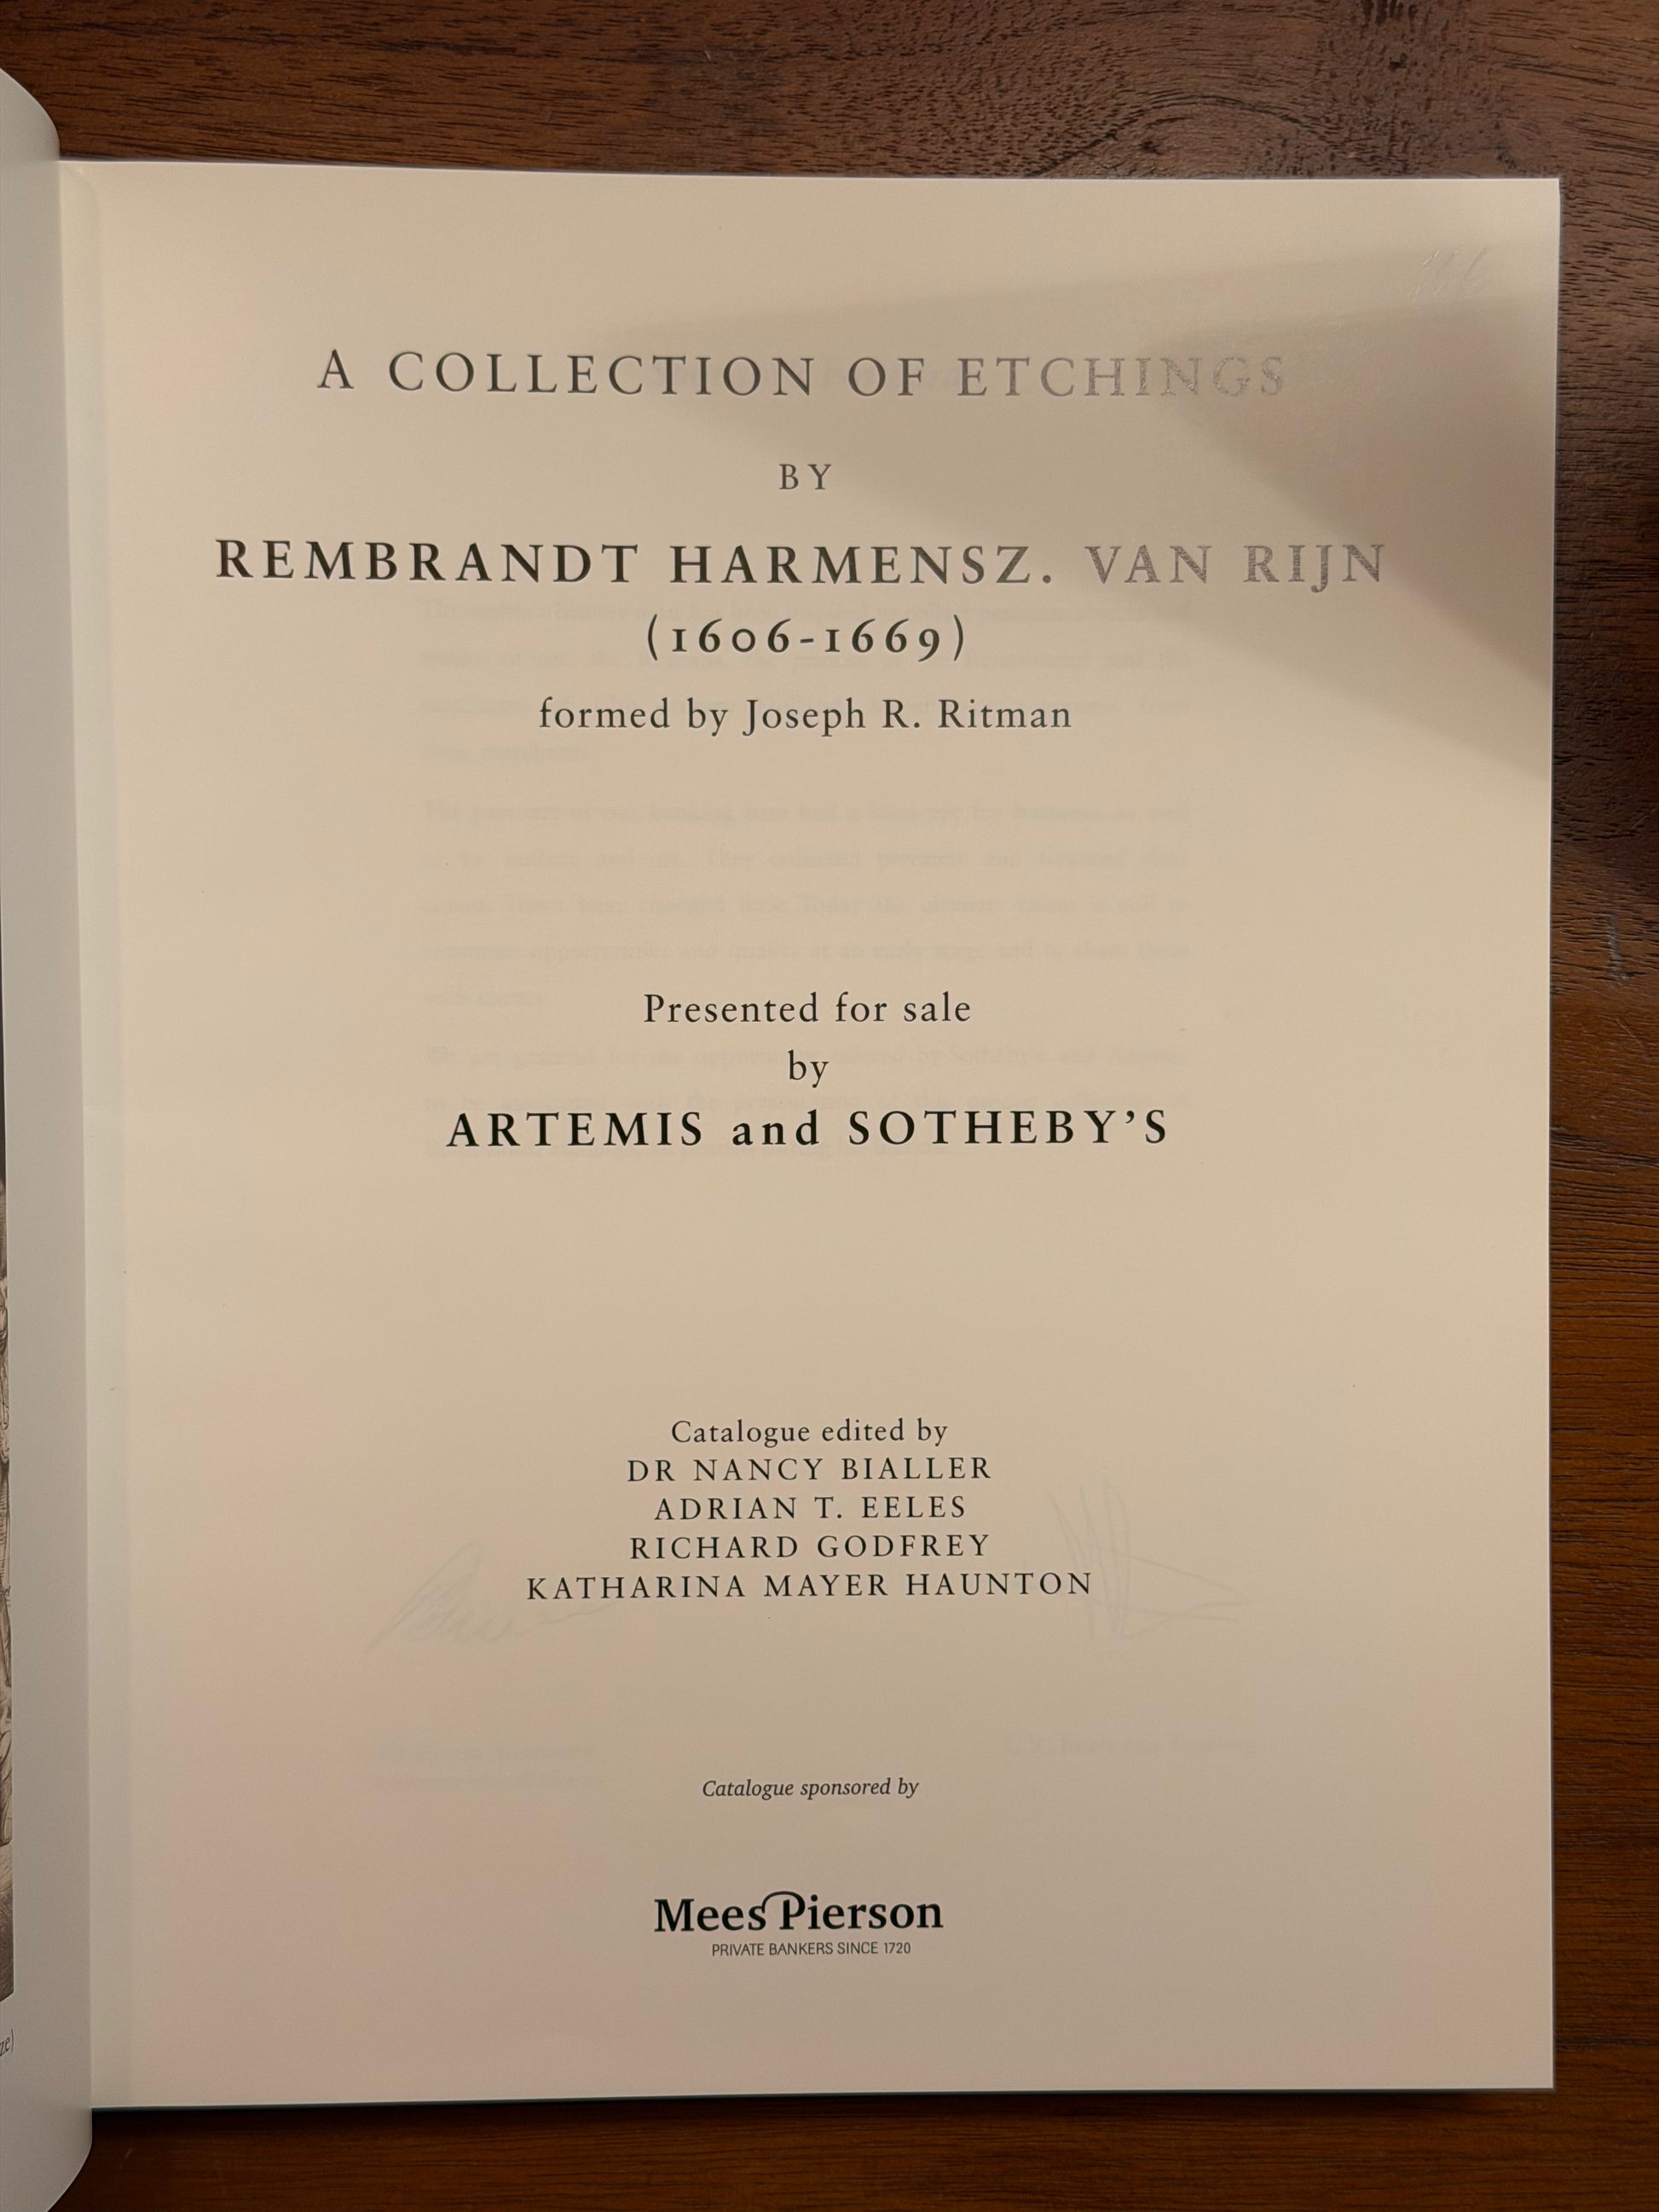 A COLLECTION OF ETCHINGS
BY
REMBRANDT HARMENSZ. VAN RIJN
(1606-1669)
formed by Joseph R. Ritman
Presented for sale
by
ARTEMIS and SOTHEBY'S
Catalogue edited by
DR NANCY BIALLER
ADRIAN T. EELES
RICHARD GODFREY
KATHARINA MAYER HAUNTON
Catalogue sponsored by
MeesPierson
PRIVATE BANKERS SINCE 1720
ze)